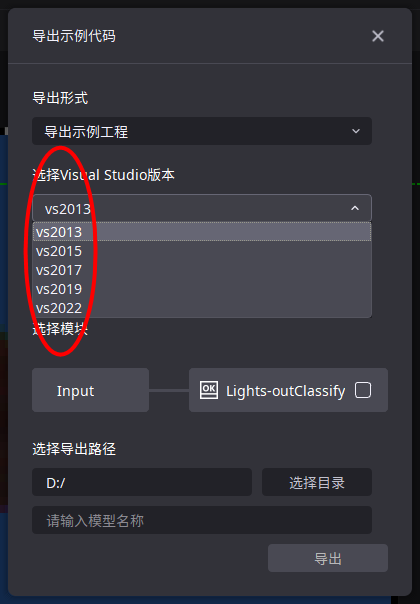 导出示例代码
导出形式
导出示例工程
选择Visual Studio版本
vs2013
vs2013
vs2015
vs2017
vs2019
vs2022
选择模块
Input
OK Lights-outClassify
选择导出路径
D:/ 选择目录
请输入模型名称
导出